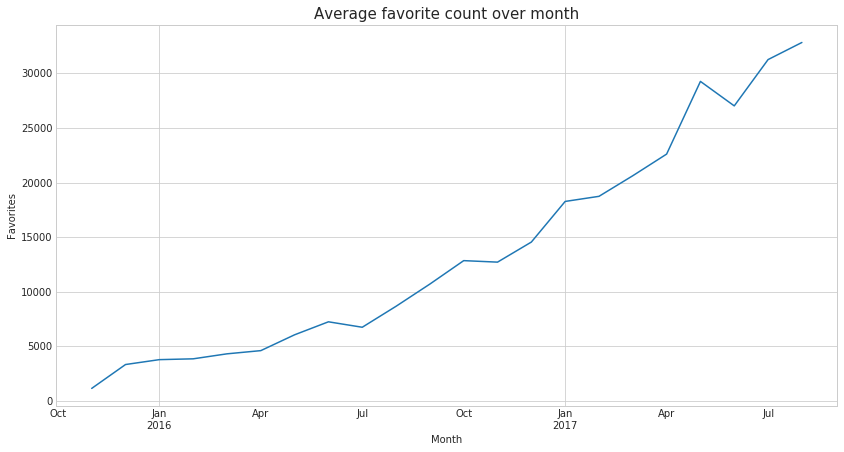 Average favorite count over month
30000
25000
20000
15000
10000
5000
0
Favorites
Oct Jan Apr Jul Oct Jan Apr Jul
2016 2017
Month